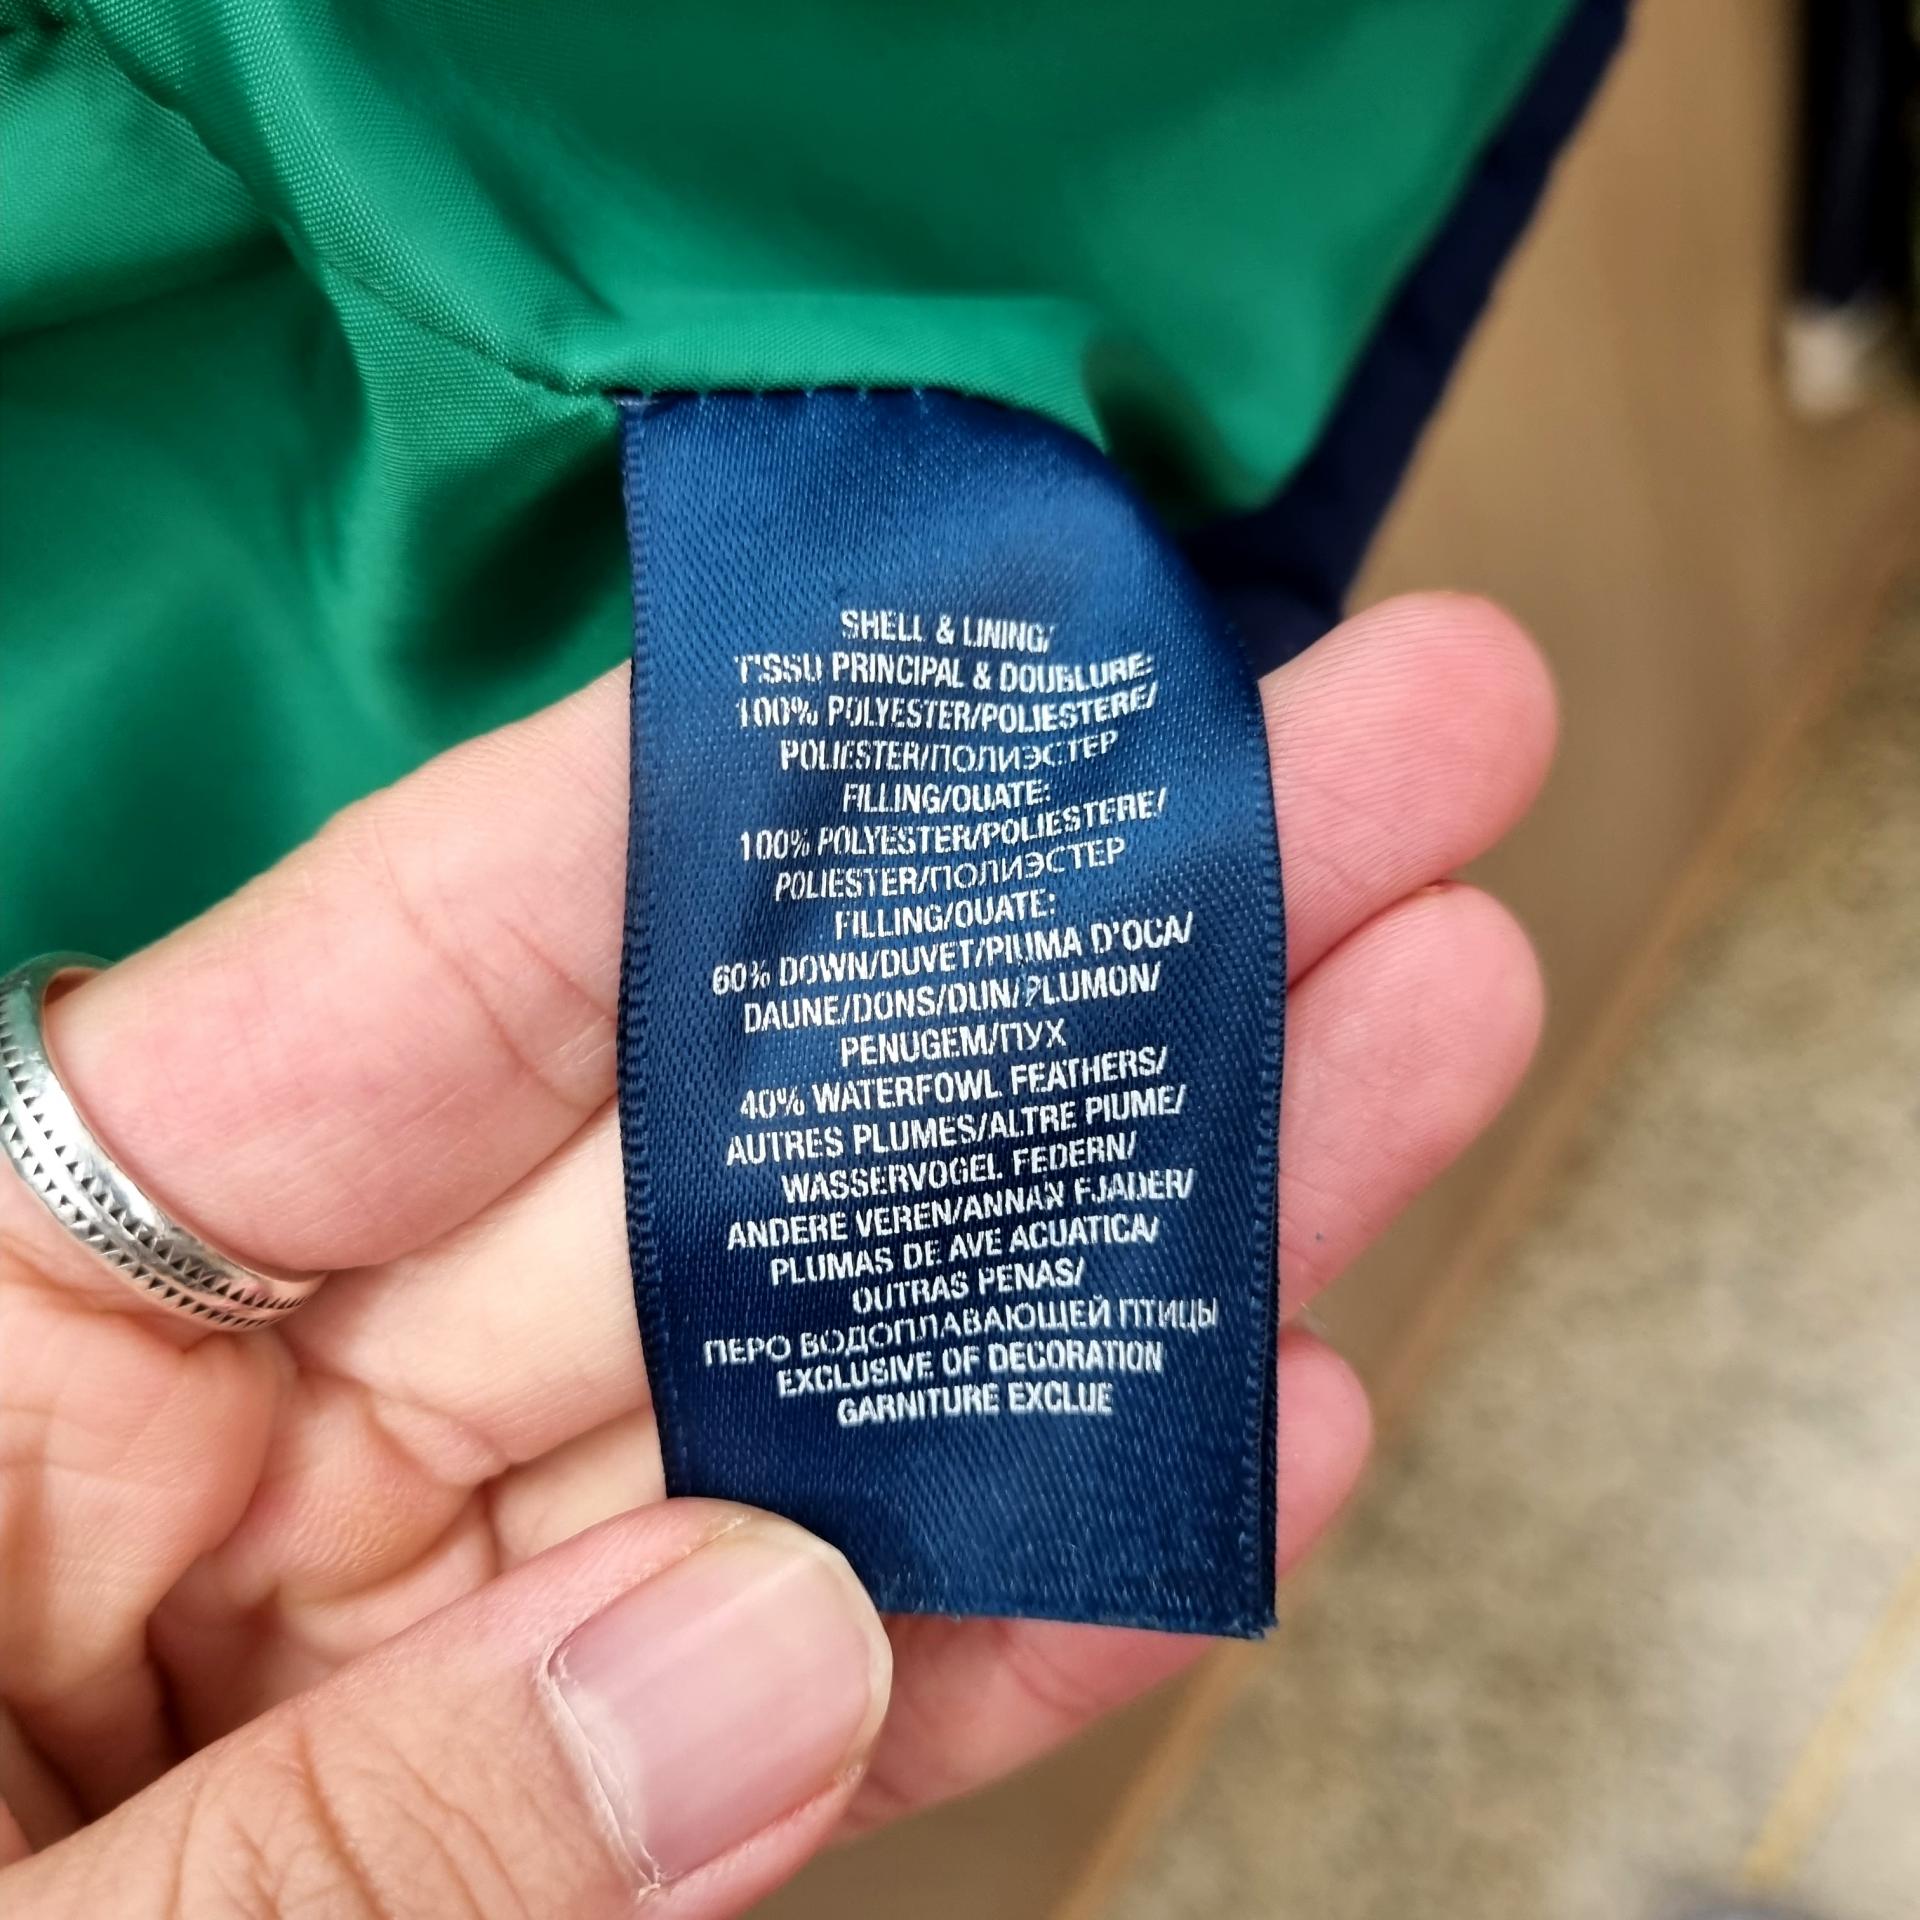 SHELL & LINING/
TISSU PRINCIPAL & DOUBLURE:
100% POLYESTER/POLIESTERE/
POLIESTER/ПОЛИЭСТЕР
FILLING/OUATE:
100% POLYESTER/POLIESTERE/
POLIESTER/ПОЛИЭСТЕР
FILLING/OUATE:
60% DOWN/DUVET/PIUMA D'OCA/
DAUNE/DONS/DUN/PLUMON/
PENUGEM/ПУХ
40% WATERFOWL FEATHERS/
AUTRES PLUMES/ALTRE PIUME/
WASSERVOGEL FEDERN/
ANDERE VEREN/ANNAN FJADER/
PLUMAS DE AVE ACUATICA/
OUTRAS PENAS/
ПЕРО ВОДОПЛАВАЮЩЕЙ ПТИЦЫ
EXCLUSIVE OF DECORATION
GARNITURE EXCLUE